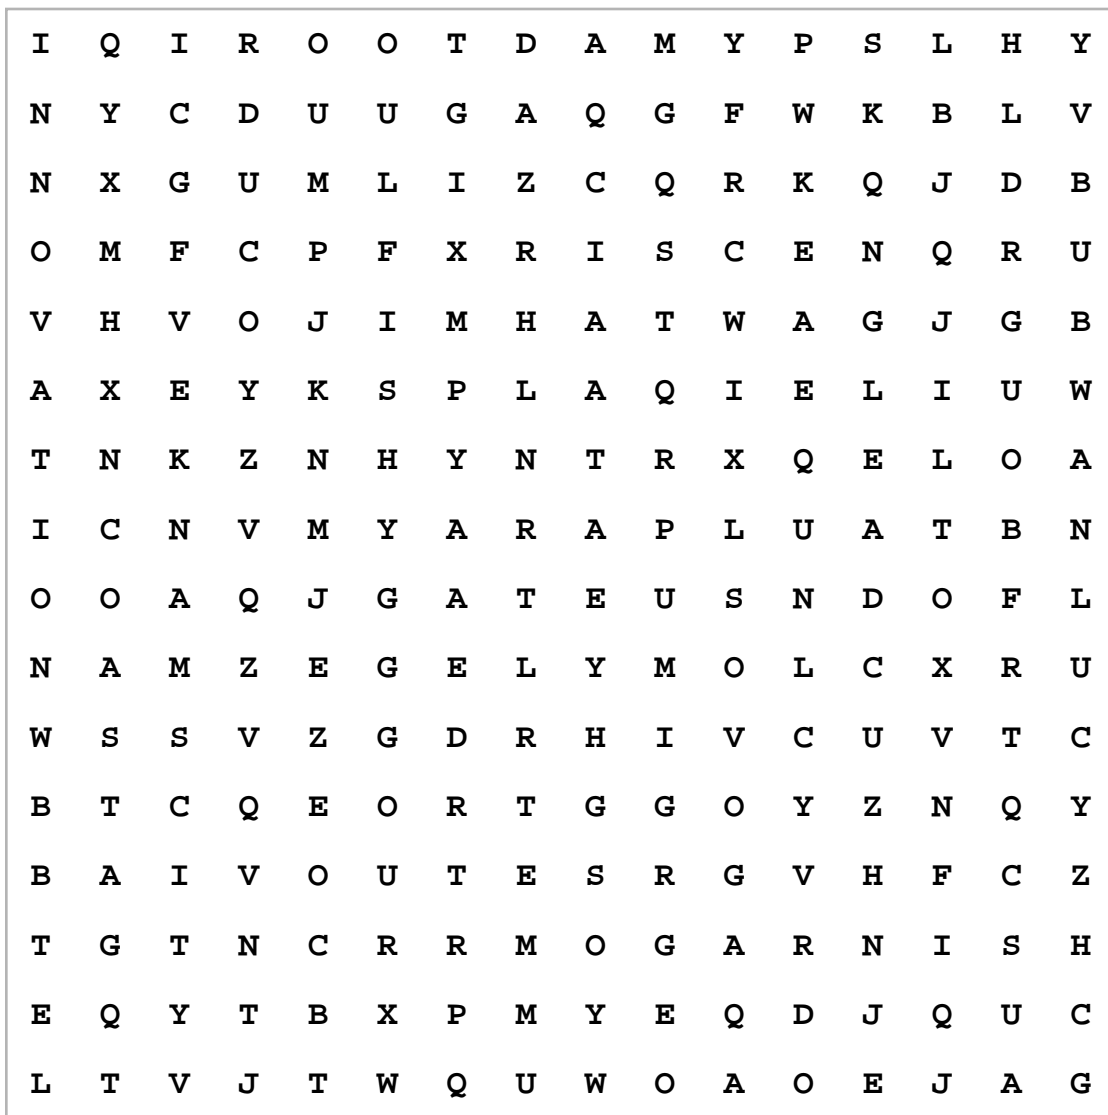 I Q I R O O T D A M Y P S L H Y
N Y C D U U G A Q G F W K B L V
N X G U M L I Z C Q R K Q J D B
O M F C P F X R I S C E N Q R U
V H V O J I M H A T W A G J G B
A X E Y K S P L A Q I E L I U W
T N K Z N H Y N T R X Q E L O A
I C N V M Y A R A P L U A T B N
O O A Q J G A T E U S N D O F L
N A M Z E G E L Y M O L C X R U
W S S V Z G D R H I V C U V T C
B T C Q E O R T G G O Y Z N Q Y
B A I V O U T E S R G V H F C Z
T G T N C R R M O G A R N I S H
E Q Y T B X P M Y E Q D J Q U C
L T V J T W Q U W O A O E J A G